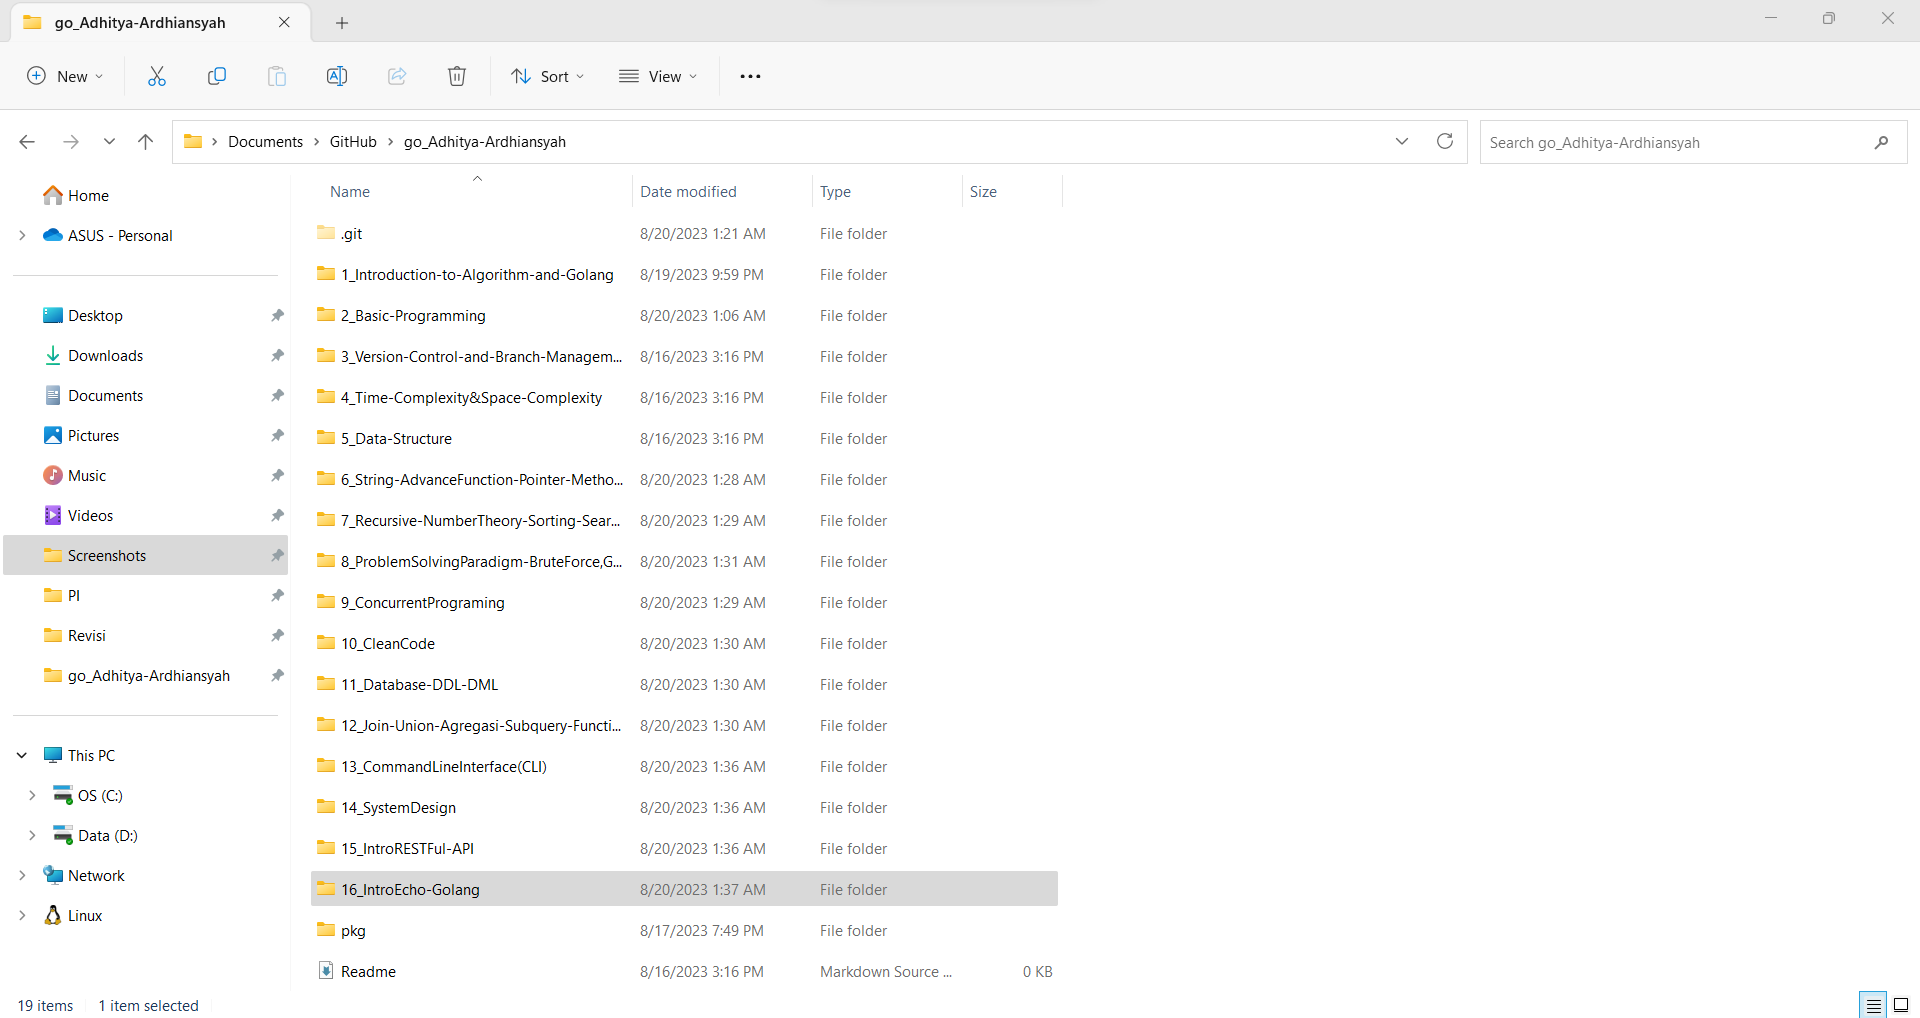 go_Adhitya-Ardhiansyah
New
Sort
View
Documents > GitHub > go_Adhitya-Ardhiansyah
Search go_Adhitya-Ardhiansyah
Home
ASUS - Personal
Desktop
Downloads
Documents
Pictures
Music
Videos
Screenshots
PI
Revisi
go_Adhitya-Ardhiansyah
This PC
OS (C:)
Data (D:)
Network
Linux
Name Date modified Type Size
.git 8/20/2023 1:21 AM File folder
1_Introduction-to-Algorithm-and-Golang 8/19/2023 9:59 PM File folder
2_Basic-Programming 8/20/2023 1:06 AM File folder
3_Version-Control-and-Branch-Managem... 8/16/2023 3:16 PM File folder
4_Time-Complexity&Space-Complexity 8/16/2023 3:16 PM File folder
5_Data-Structure 8/16/2023 3:16 PM File folder
6_String-AdvanceFunction-Pointer-Metho... 8/20/2023 1:28 AM File folder
7_Recursive-NumberTheory-Sorting-Sear... 8/20/2023 1:29 AM File folder
8_ProblemSolvingParadigm-BruteForce,G... 8/20/2023 1:31 AM File folder
9_ConcurrentPrograming 8/20/2023 1:29 AM File folder
10_CleanCode 8/20/2023 1:30 AM File folder
11_Database-DDL-DML 8/20/2023 1:30 AM File folder
12_Join-Union-Agregasi-Subquery-Functi... 8/20/2023 1:30 AM File folder
13_CommandLineInterface(CLI) 8/20/2023 1:36 AM File folder
14_SystemDesign 8/20/2023 1:36 AM File folder
15_IntroRESTFul-API 8/20/2023 1:36 AM File folder
16_IntroEcho-Golang 8/20/2023 1:37 AM File folder
pkg 8/17/2023 7:49 PM File folder
Readme 8/16/2023 3:16 PM Markdown Source ... 0 KB
19 items 1 item selected